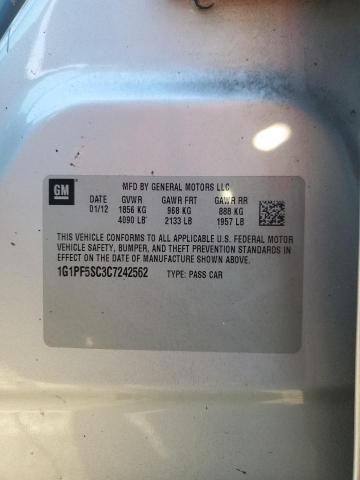 GM
MFD BY GENERAL MOTORS LLC
DATE GVWR GAWR FRT GAWR RR
01/12 1856 KG 968 KG 888 KG
4090 LB 2133 LB 1957 LB
THIS VEHICLE CONFORMS TO ALL APPLICABLE U.S. FEDERAL MOTOR
VEHICLE SAFETY, BUMPER, AND THEFT PREVENTION STANDARDS IN
EFFECT ON THE DATE OF MANUFACTURE SHOWN ABOVE.
1G1PF5SC3C7242562 TYPE: PASS CAR